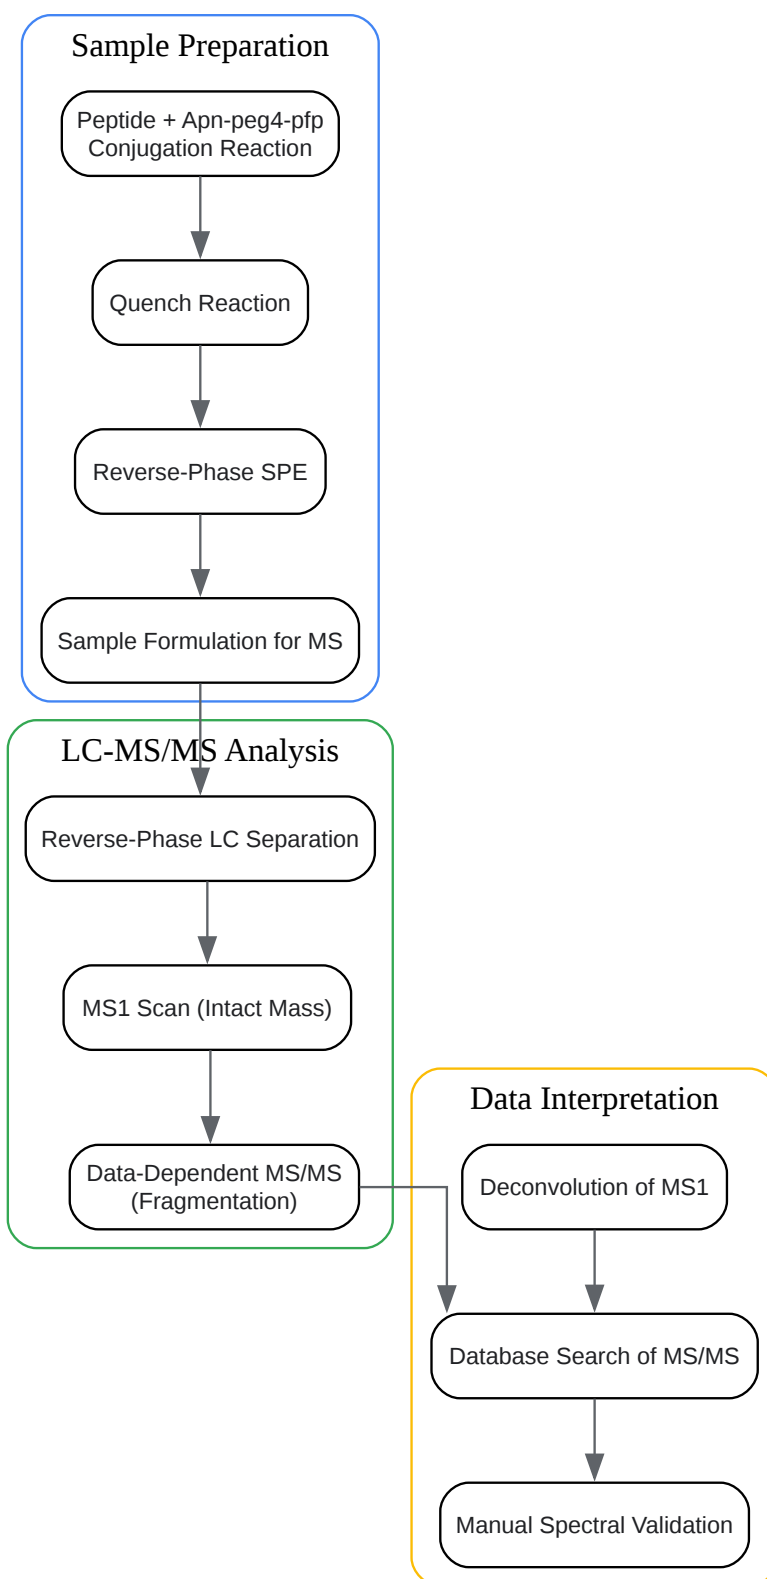 Sample Preparation
Peptide + Apn-peg4-pfp
Conjugation Reaction
Quench Reaction
Reverse-Phase SPE
Sample Formulation for MS
LC-MS/MS Analysis
Reverse-Phase LC Separation
MS1 Scan (Intact Mass)
Data-Dependent MS/MS
(Fragmentation)
Data Interpretation
Deconvolution of MS1
Database Search of MS/MS
Manual Spectral Validation